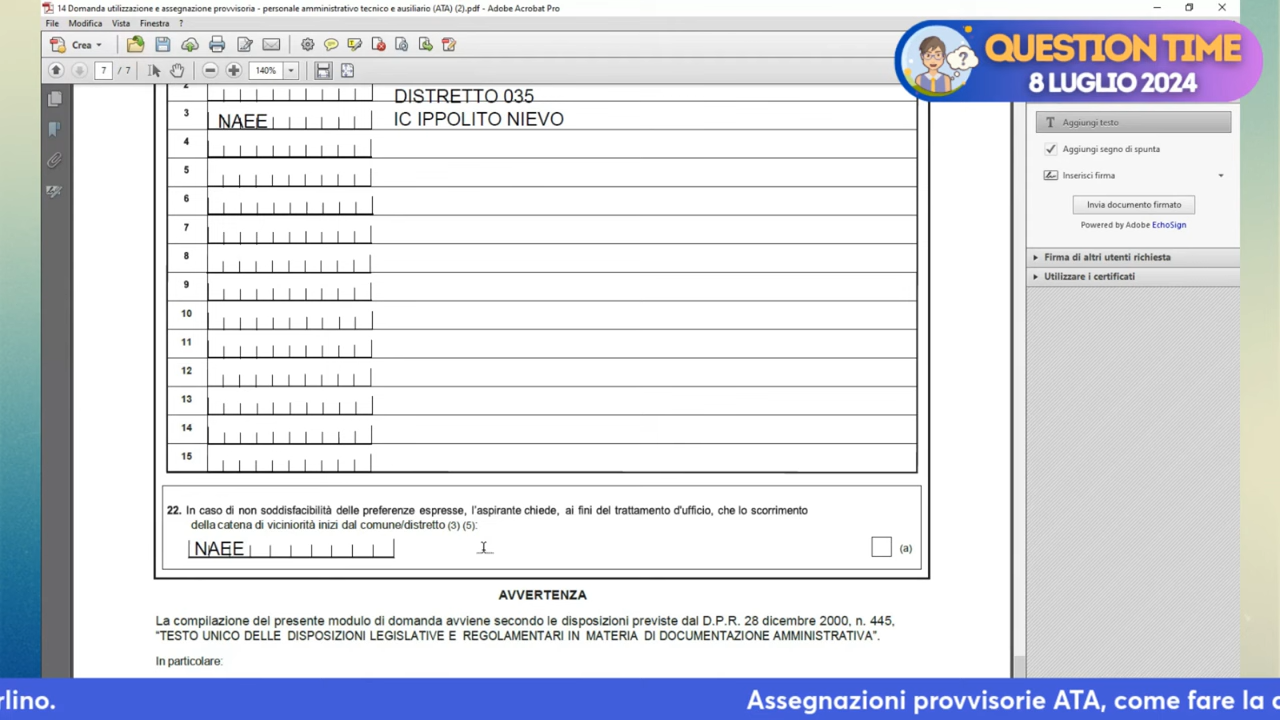 14 Domanda utilizzazione e assegnazione provvisoria - personale amministrativo tecnico e ausiliario (ATA) (2).pdf - Adobe Acrobat Pro
File Modifica Vista Finestra ?
Crea
7 / 7 140%
QUESTION TIME
8 LUGLIO 2024
Aggiungi testo
Aggiungi segno di spunta
Inserisci firma
Invia documento firmato
Powered by Adobe EchoSign
Firma di altri utenti richiesta
Utilizzare i certificati
2 DISTRETTO 035
3 NAEE IC IPPOLITO NIEVO
4
5
6
7
8
9
10
11
12
13
14
15
22. In caso di non soddisfacibilità delle preferenze espresse, l'aspirante chiede, ai fini del trattamento d'ufficio, che lo scorrimento
della catena di viciniorità inizi dal comune/distretto (3) (5):
NAEE (a)
AVVERTENZA
La compilazione del presente modulo di domanda avviene secondo le disposizioni previste dal D.P.R. 28 dicembre 2000, n. 445,
"TESTO UNICO DELLE DISPOSIZIONI LEGISLATIVE E REGOLAMENTARI IN MATERIA DI DOCUMENTAZIONE AMMINISTRATIVA".
In particolare:
rlino. Assegnazioni provvisorie ATA, come fare la